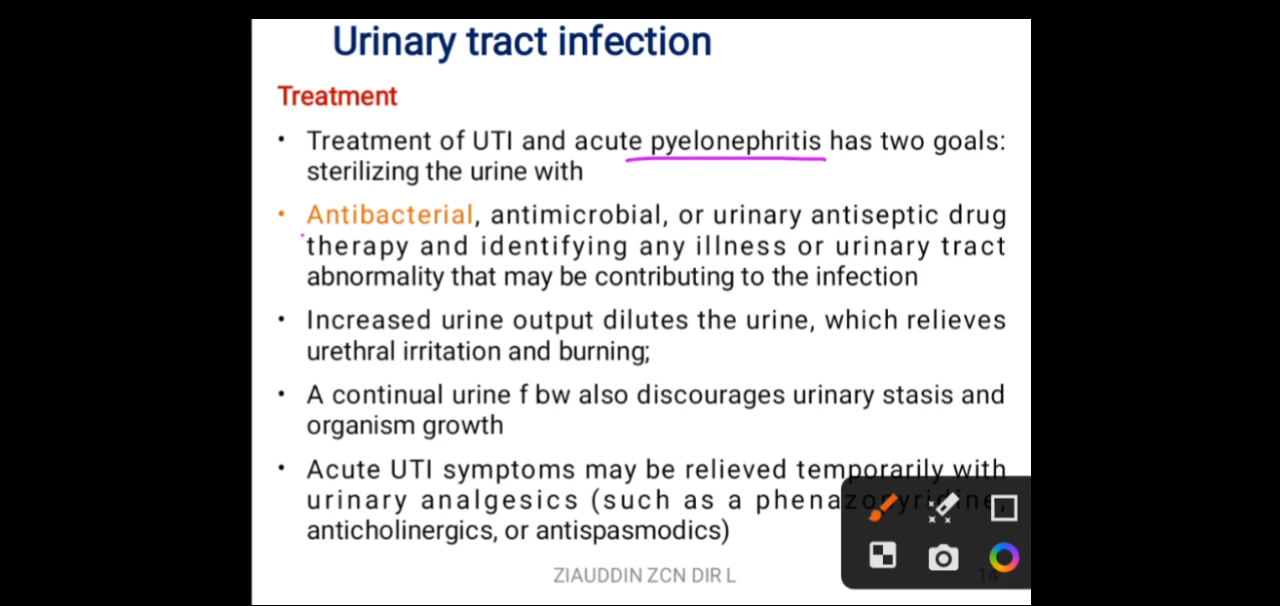 Urinary tract infection
Treatment
• Treatment of UTI and acute pyelonephritis has two goals:
sterilizing the urine with
• Antibacterial, antimicrobial, or urinary antiseptic drug
therapy and identifying any illness or urinary tract
abnormality that may be contributing to the infection
• Increased urine output dilutes the urine, which relieves
urethral irritation and burning;
• A continual urine f bw also discourages urinary stasis and
organism growth
• Acute UTI symptoms may be relieved temporarily with
urinary analgesics (such as a phenazopyridine,
anticholinergics, or antispasmodics)
ZIAUDDIN ZCN DIR L
14